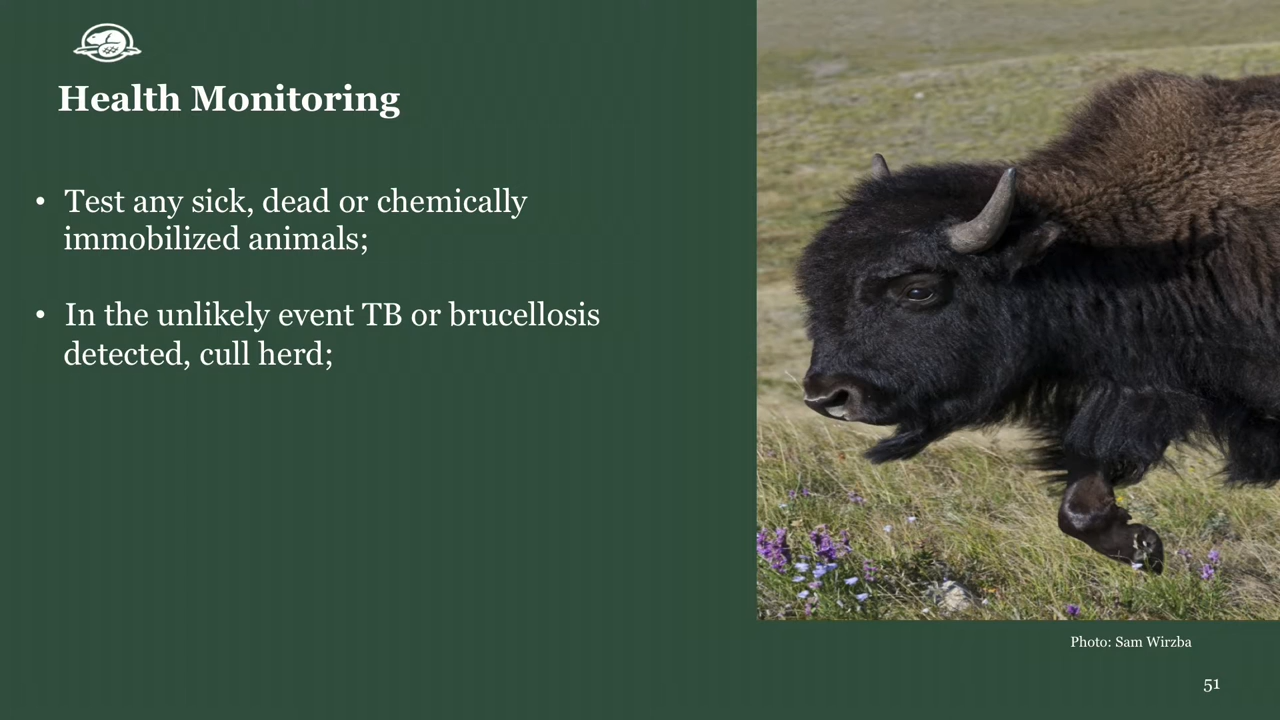 Health Monitoring
• Test any sick, dead or chemically
immobilized animals;
• In the unlikely event TB or brucellosis
detected, cull herd;
Photo: Sam Wirzba
51